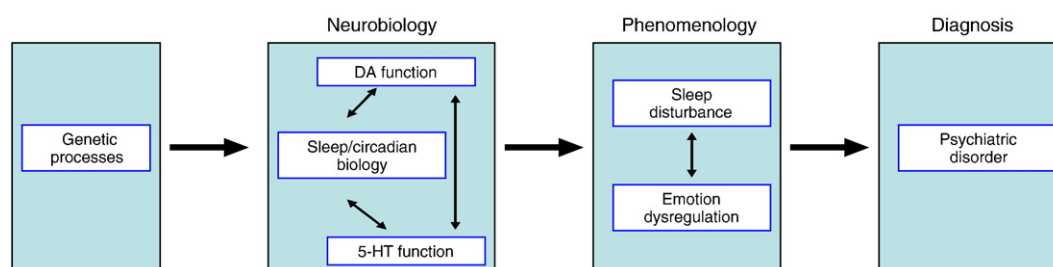 Neurobiology
Phenomenology
Diagnosis
Genetic
processes
DA function
Sleep/circadian
biology
5-HT function
Sleep
disturbance
Emotion
dysregulation
Psychiatric
disorder